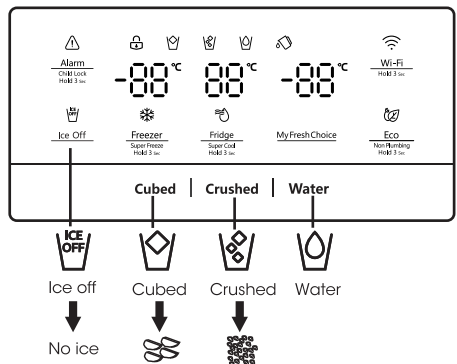 Alarm
Child Lock
Hold 3 Sec
-88 °C
88 °C
-88 °C
Wi-Fi
Hold 3 Sec
ICE OFF
Ice Off
Freezer
Super Freeze
Hold 3 Sec
Fridge
Super Cool
Hold 3 Sec
My Fresh Choice
Eco
Non Plumbing
Hold 3 Sec
Cubed | Crushed | Water
ICE
OFF
Ice off
Cubed
Crushed
Water
No ice